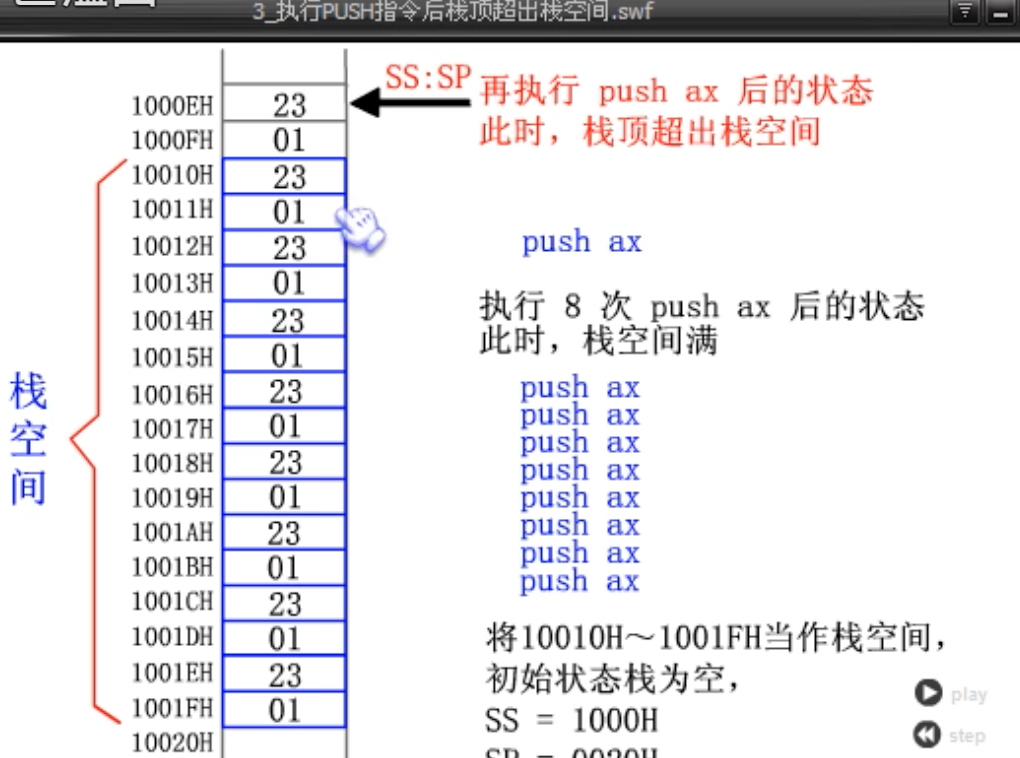 3_执行PUSH指令后栈顶超出栈空间.swf
SS:SP
再执行 push ax 后的状态
此时，栈顶超出栈空间
1000EH 23
1000FH 01
10010H 23
10011H 01
10012H 23
10013H 01
10014H 23
10015H 01
10016H 23
10017H 01
10018H 23
10019H 01
1001AH 23
1001BH 01
1001CH 23
1001DH 01
1001EH 23
1001FH 01
10020H
栈空间
push ax
执行 8 次 push ax 后的状态
此时，栈空间满
push ax
push ax
push ax
push ax
push ax
push ax
push ax
push ax
将10010H～1001FH当作栈空间，
初始状态栈为空，
SS = 1000H
SP = 0020H
play
step